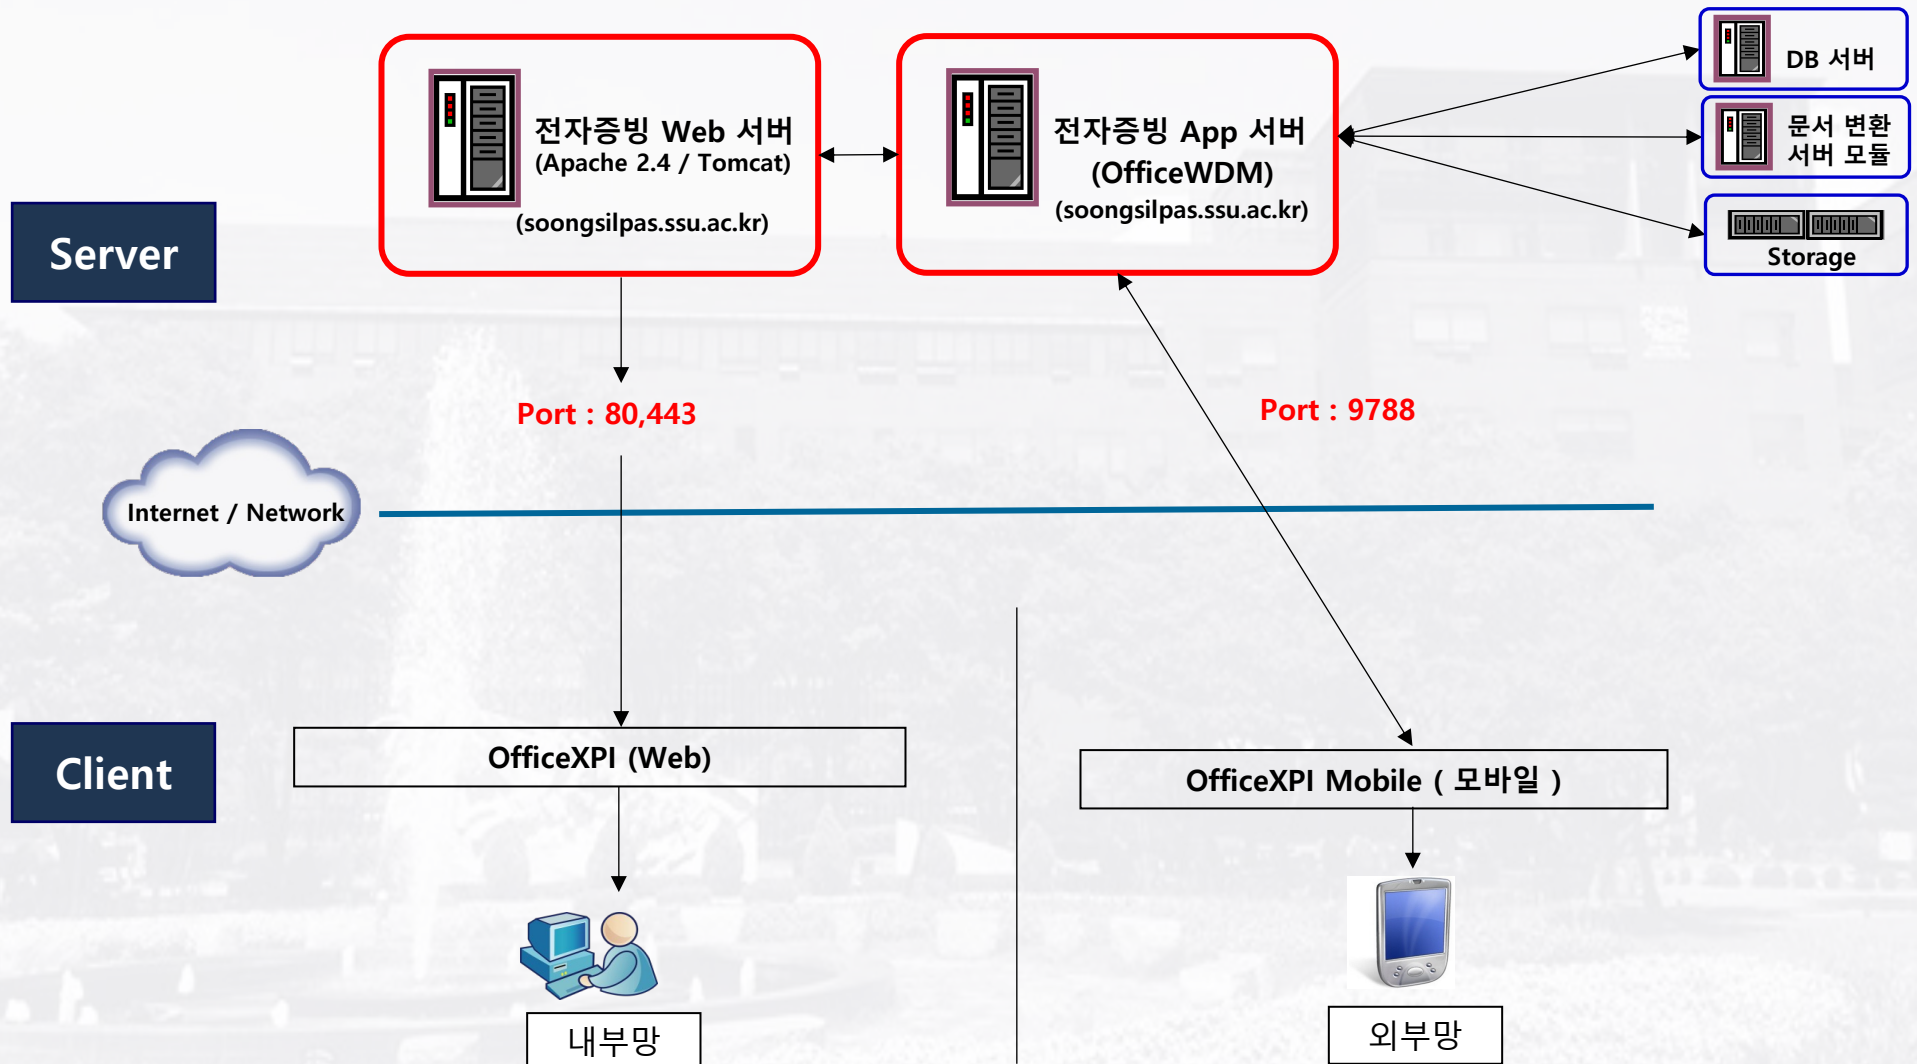 전자증빙 Web 서버
(Apache 2.4 / Tomcat)
(soongsilpas.ssu.ac.kr)
전자증빙 App 서버
(OfficeWDM)
(soongsilpas.ssu.ac.kr)
DB 서버
문서 변환
서버 모듈
Storage
Server
Port : 80,443
Port : 9788
Internet / Network
Client
OfficeXPI (Web)
OfficeXPI Mobile ( 모바일 )
내부망
외부망